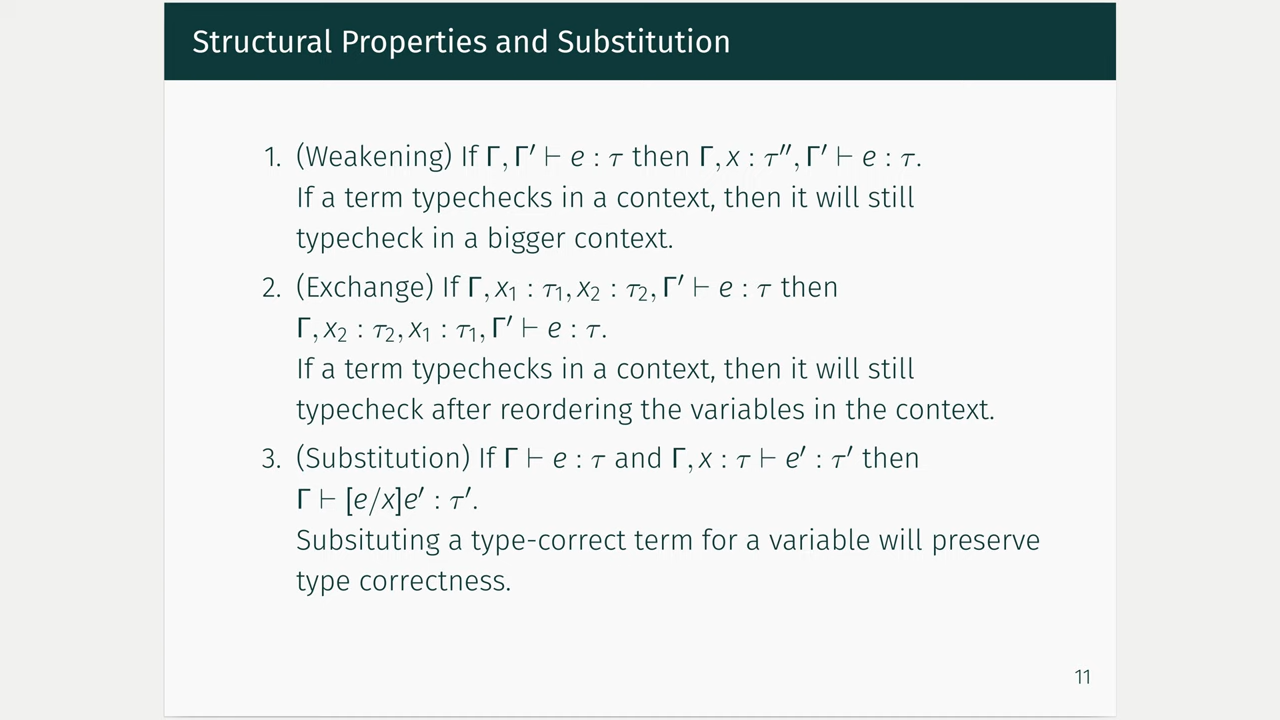 Structural Properties and Substitution
1. (Weakening) If Γ, Γ′ ⊢ e : τ then Γ, x : τ″, Γ′ ⊢ e : τ.
If a term typechecks in a context, then it will still
typecheck in a bigger context.
2. (Exchange) If Γ, x₁ : τ₁, x₂ : τ₂, Γ′ ⊢ e : τ then
Γ, x₂ : τ₂, x₁ : τ₁, Γ′ ⊢ e : τ.
If a term typechecks in a context, then it will still
typecheck after reordering the variables in the context.
3. (Substitution) If Γ ⊢ e : τ and Γ, x : τ ⊢ e′ : τ′ then
Γ ⊢ [e/x]e′ : τ′.
Subsituting a type-correct term for a variable will preserve
type correctness.
11